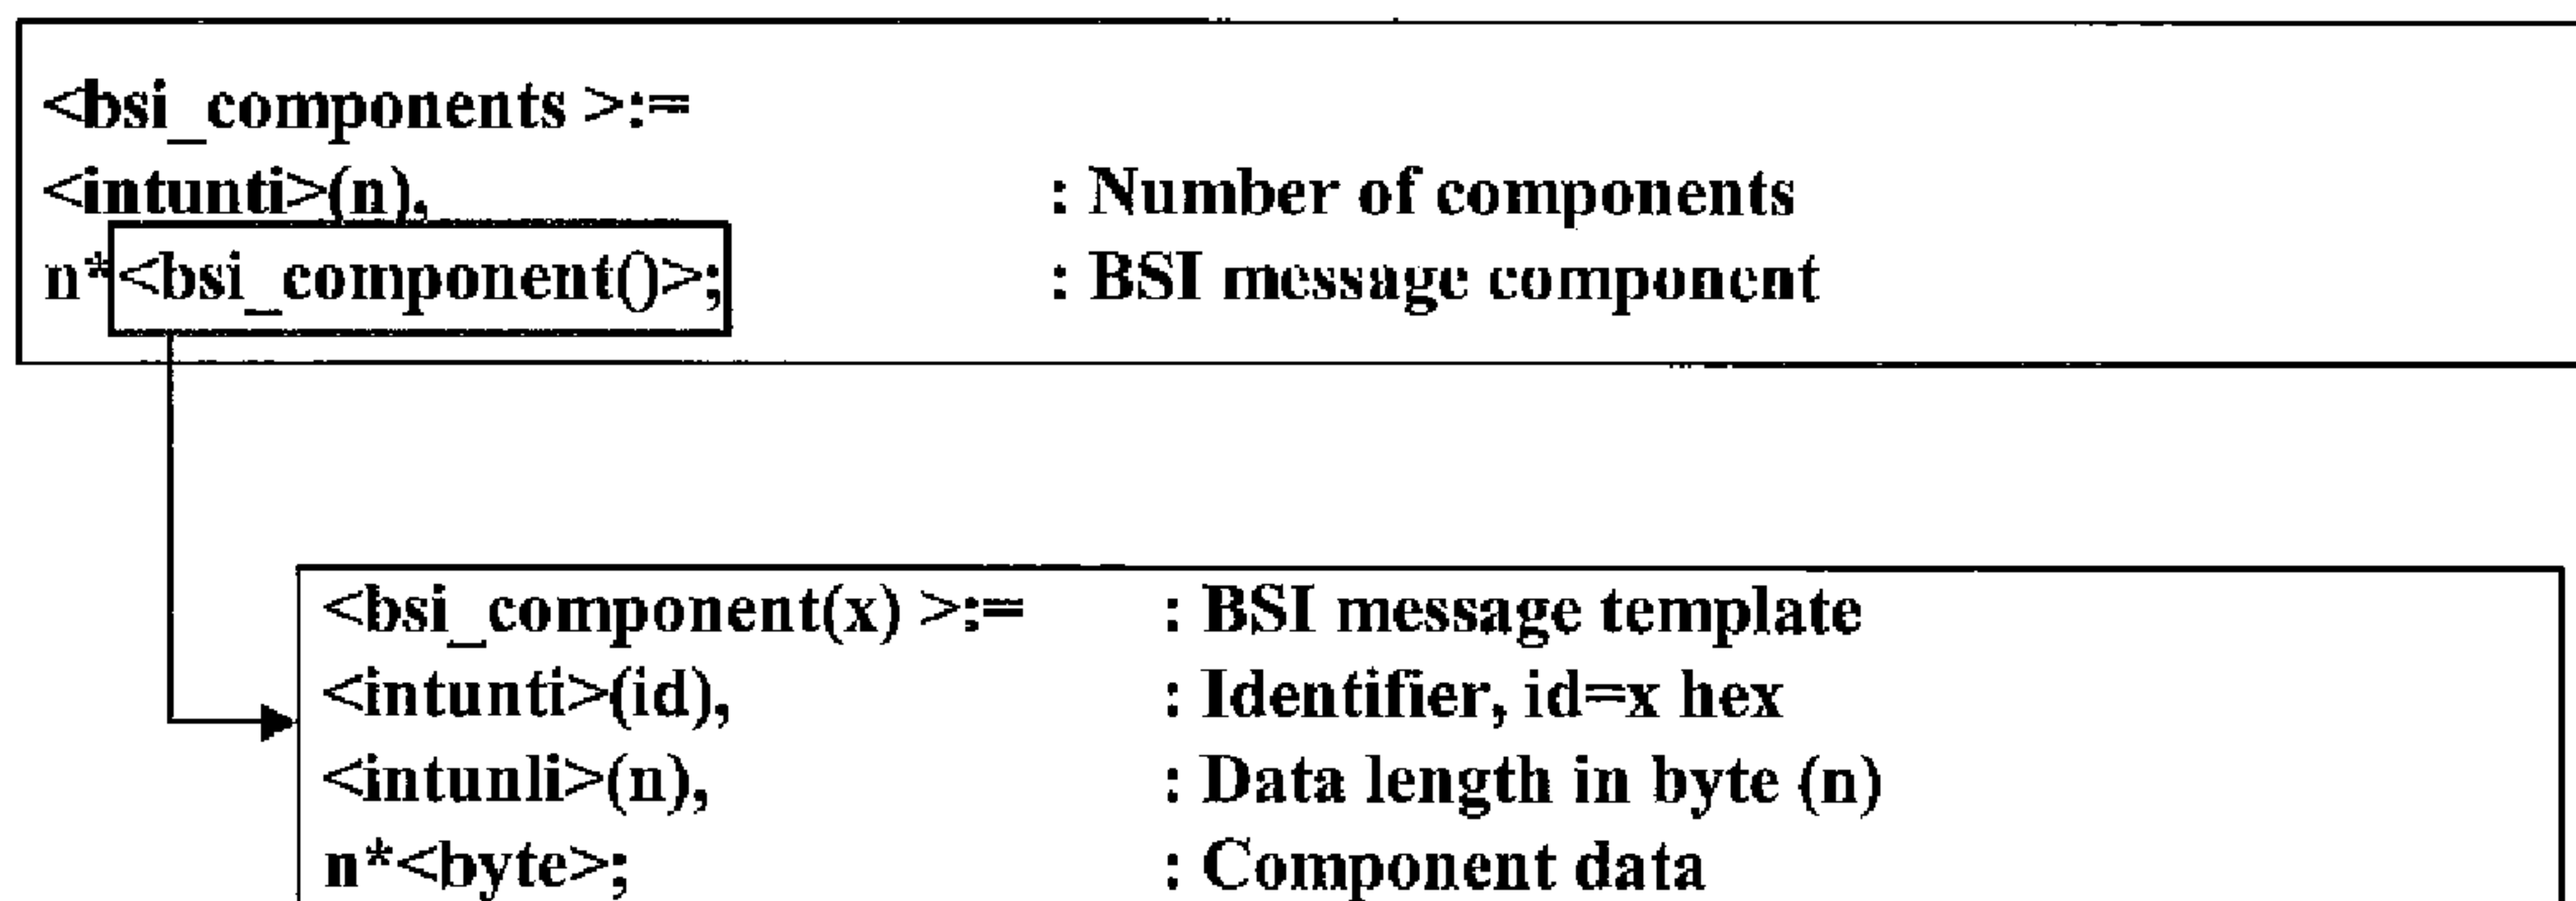 <bsi_components >:=
<intunti>(n), : Number of components
n*<bsi_component()>; : BSI message component
<bsi_component(x) >:= : BSI message template
<intunti>(id), : Identifier, id=x hex
<intunli>(n), : Data length in byte (n)
n*<byte>; : Component data